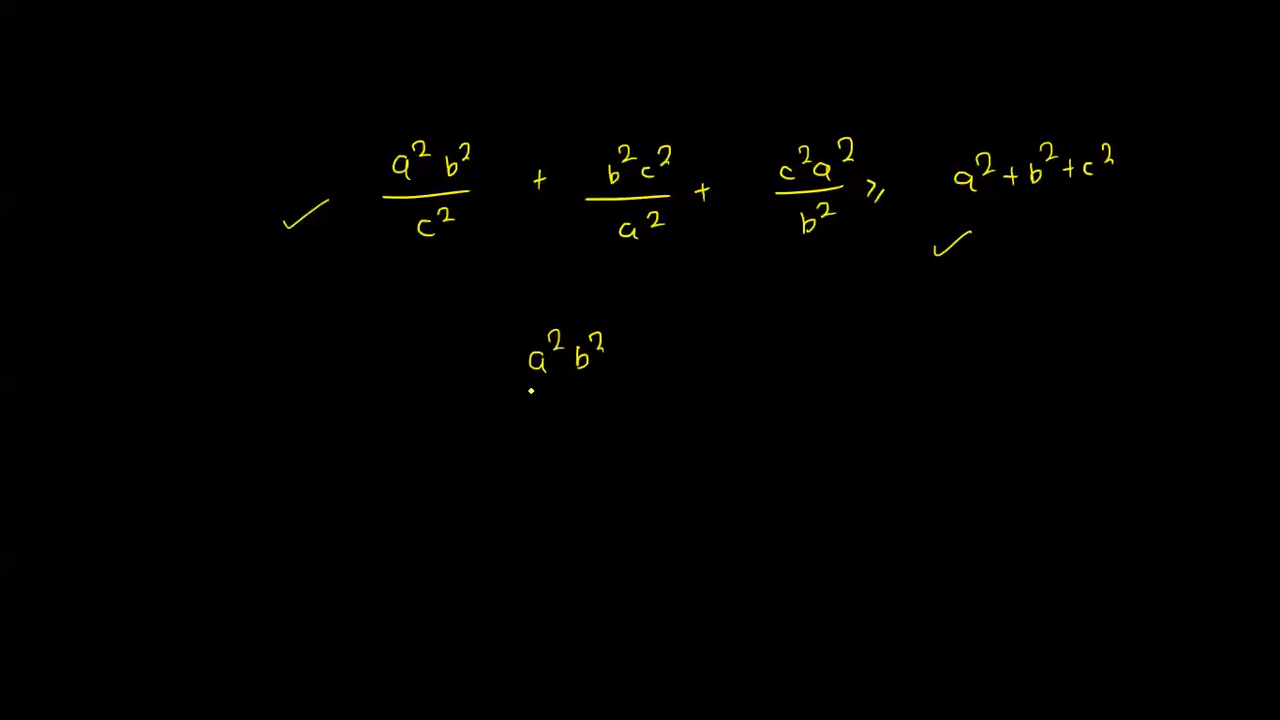 a²b²/c² + b²c²/a² + c²a²/b² ⩾ a²+b²+c²
a²b²